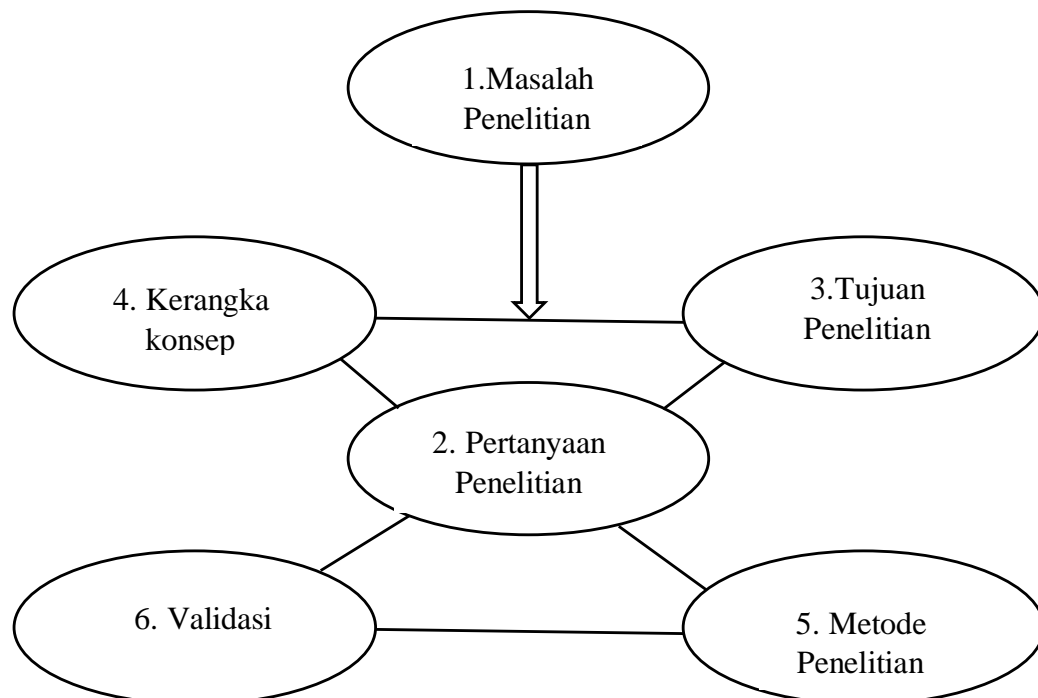 1.Masalah
Penelitian
4. Kerangka
konsep
3.Tujuan
Penelitian
2. Pertanyaan
Penelitian
6. Validasi
5. Metode
Penelitian